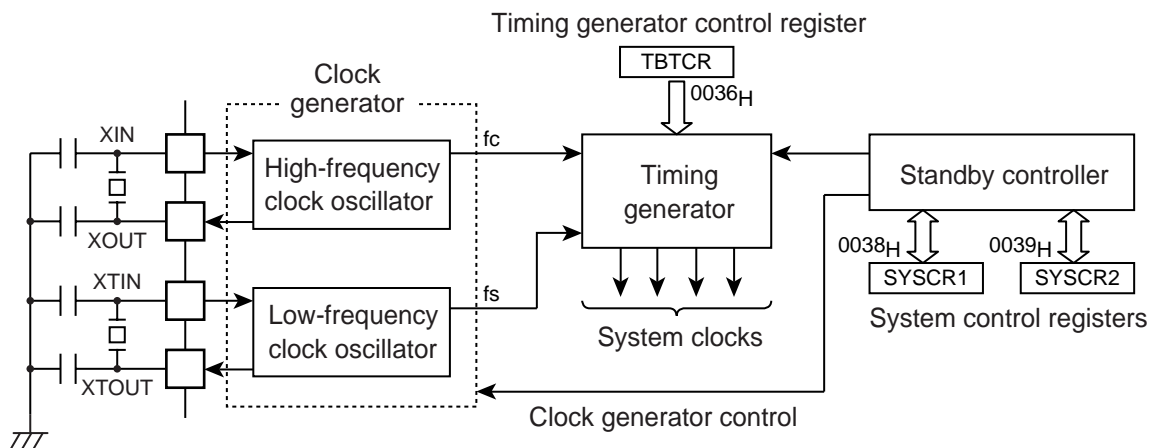 Timing generator control register
TBTCR
0036H
Clock
generator
XIN
XOUT
High-frequency
clock oscillator
fc
Timing
generator
Standby controller
0038H
0039H
SYSCR1
SYSCR2
System control registers
XTIN
XTOUT
Low-frequency
clock oscillator
fs
System clocks
Clock generator control